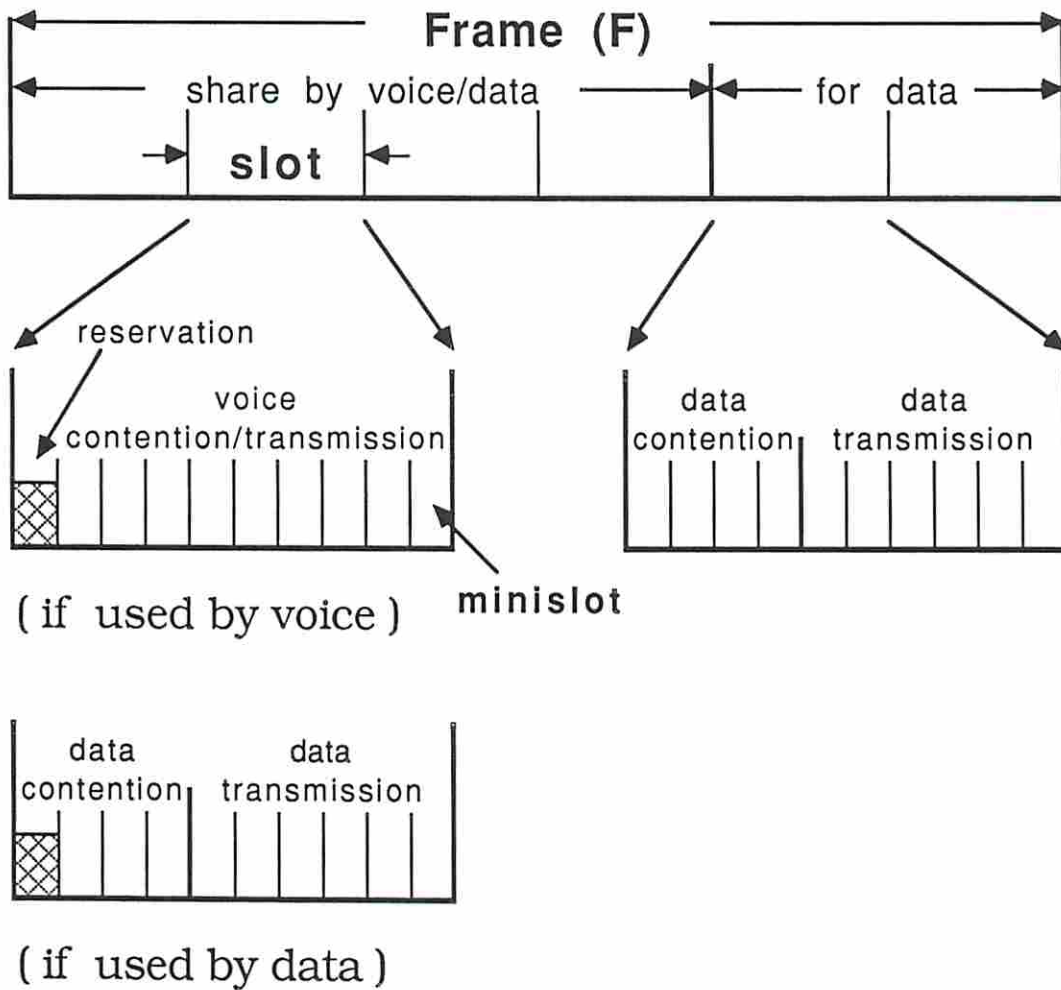 Frame (F)
share by voice/data
for data
slot
reservation
voice
contention/transmission
data
contention
data
transmission
minislot
( if used by voice )
data
contention
data
transmission
( if used by data )